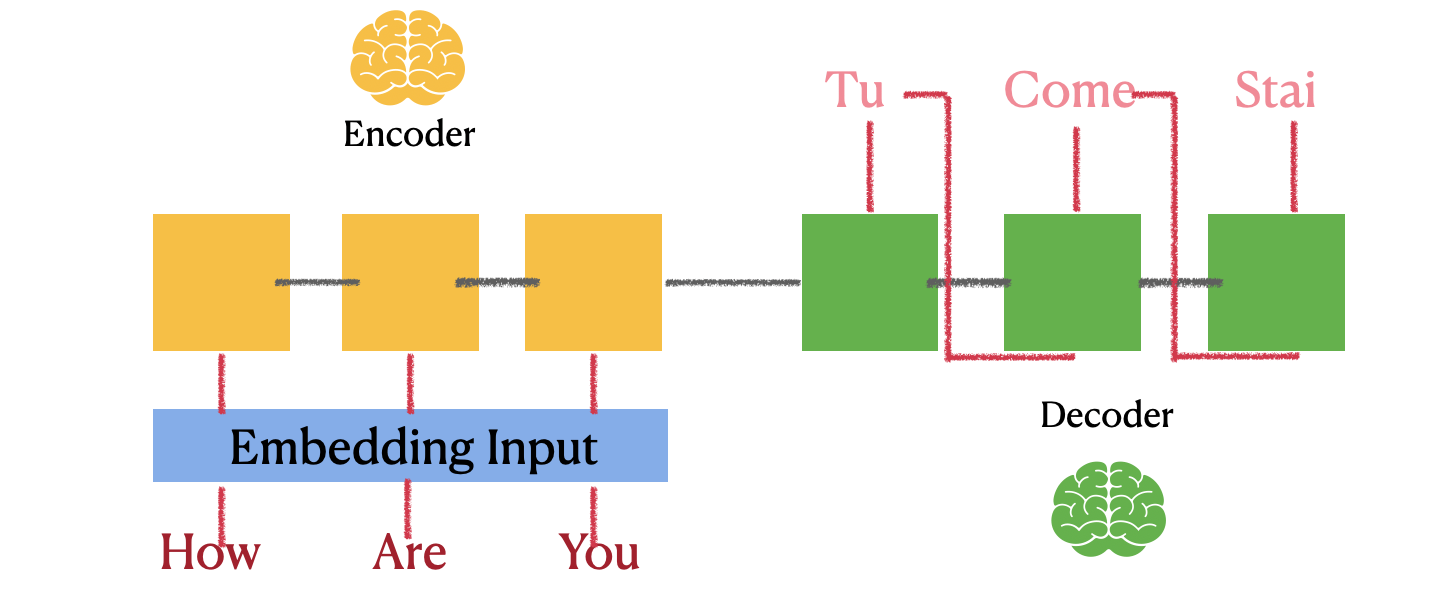 Encoder
Tu Come Stai
Embedding Input
How Are You
Decoder